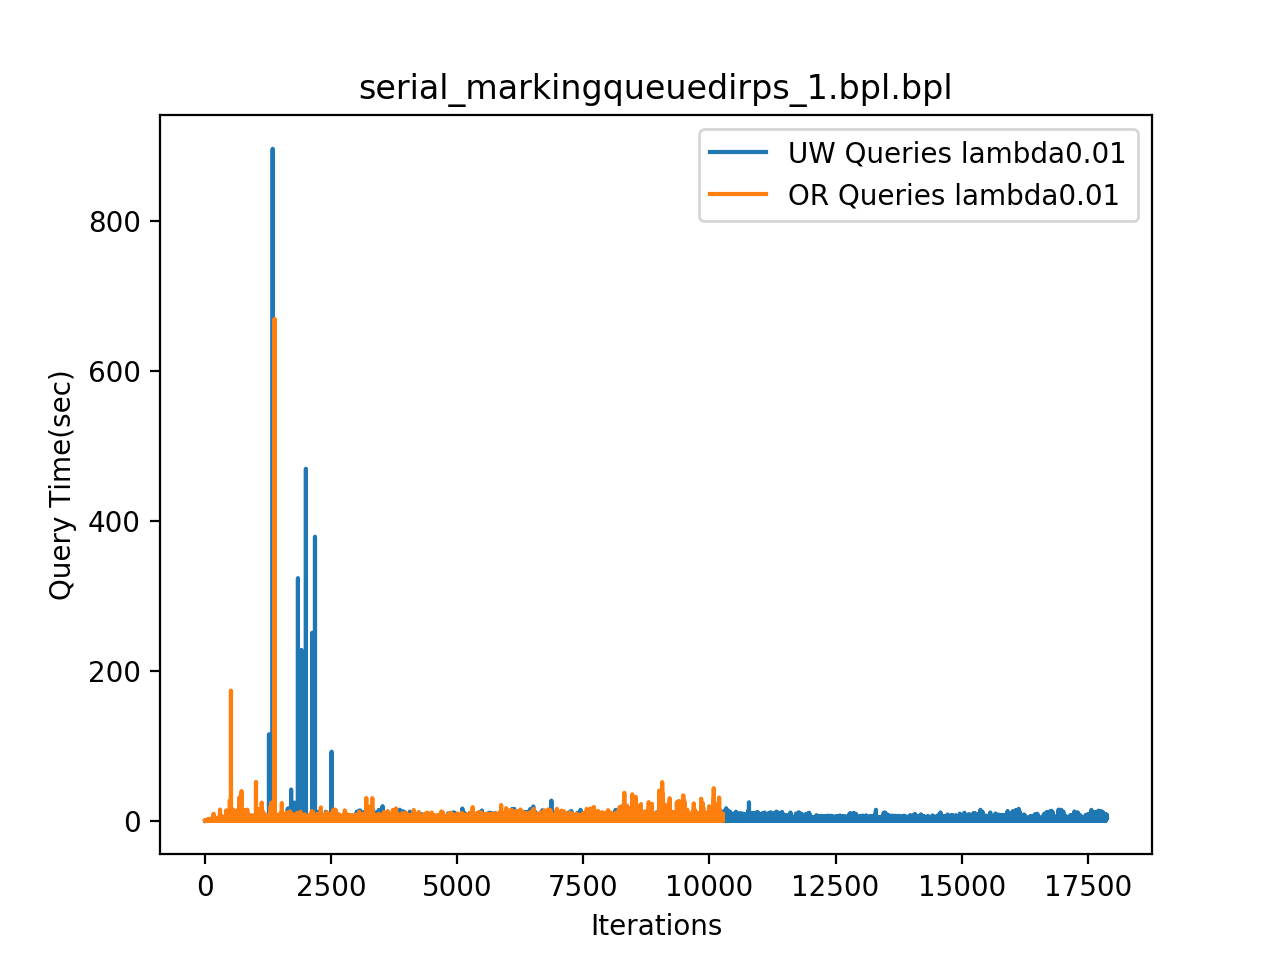 serial_markingqueuedirps_1.bpl.bpl
UW Queries lambda0.01
OR Queries lambda0.01
Query Time(sec)
800
600
400
200
0
0 2500 5000 7500 10000 12500 15000 17500
Iterations